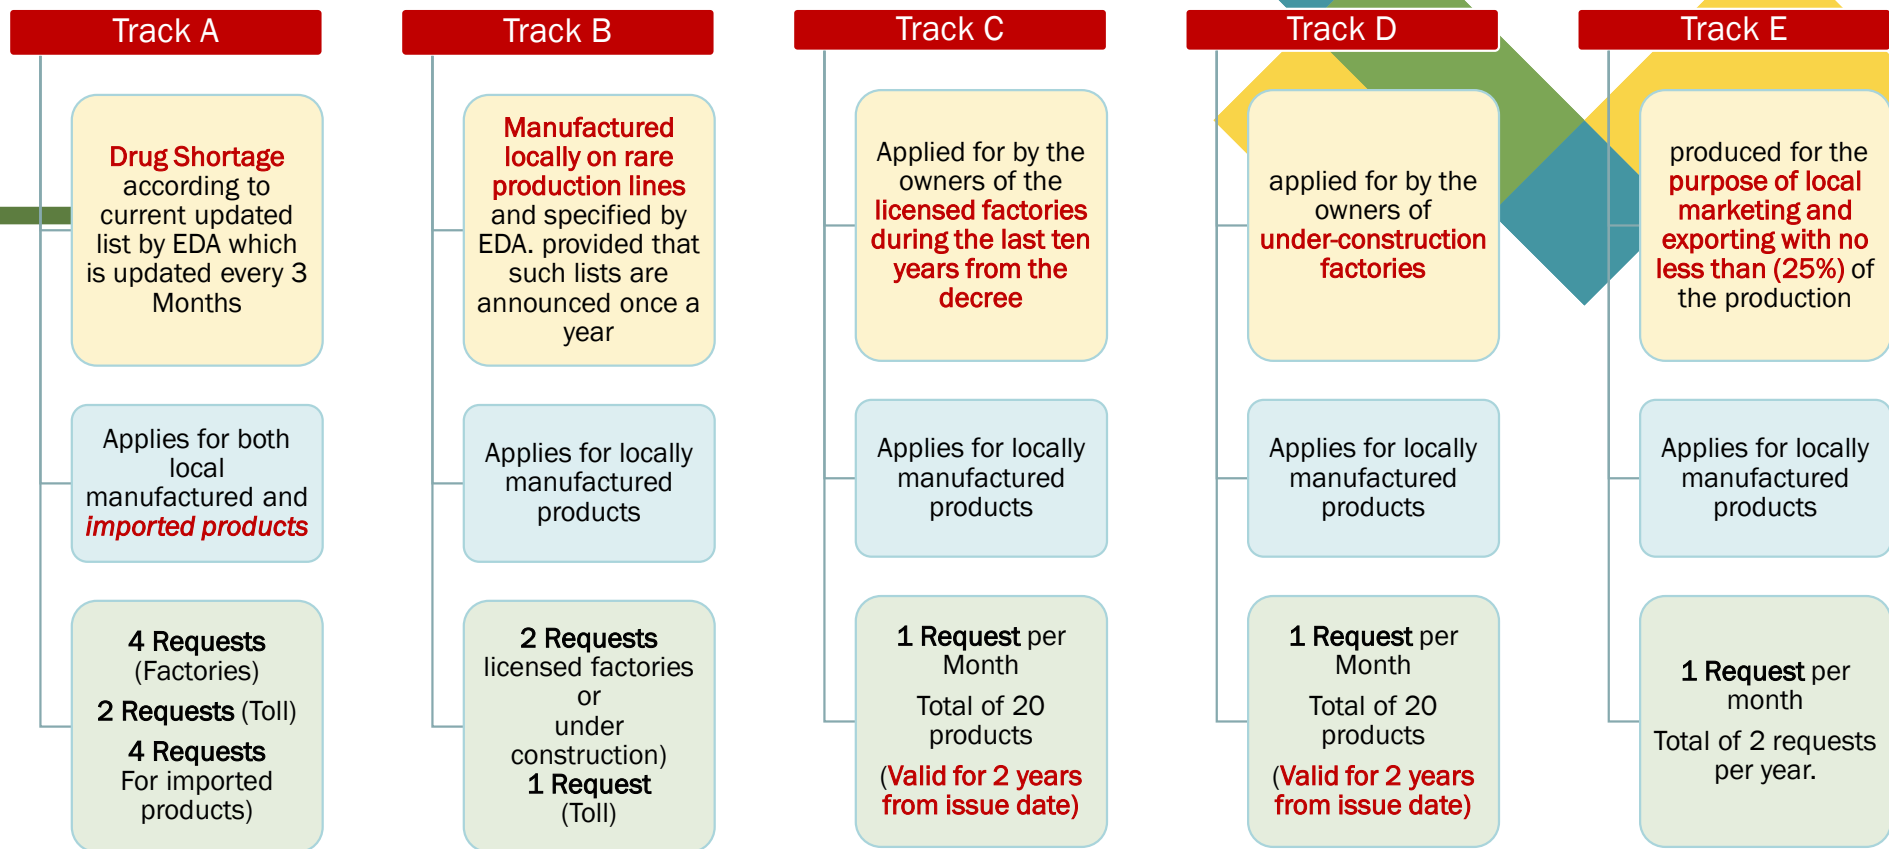 Track A
Drug Shortage
according to
current updated
list by EDA which
is updated every 3
Months
Applies for both
local
manufactured and
imported products
4 Requests
(Factories)
2 Requests (Toll)
4 Requests
For imported
products)
Track B
Manufactured
locally on rare
production lines
and specified by
EDA. provided that
such lists are
announced once a
year
Applies for locally
manufactured
products
2 Requests
licensed factories
or
under
construction)
1 Request
(Toll)
Track C
Applied for by the
owners of the
licensed factories
during the last ten
years from the
decree
Applies for locally
manufactured
products
1 Request per
Month
Total of 20
products
(Valid for 2 years
from issue date)
Track D
applied for by the
owners of
under-construction
factories
Applies for locally
manufactured
products
1 Request per
Month
Total of 20
products
(Valid for 2 years
from issue date)
Track E
produced for the
purpose of local
marketing and
exporting with no
less than (25%) of
the production
Applies for locally
manufactured
products
1 Request per
month
Total of 2 requests
per year.